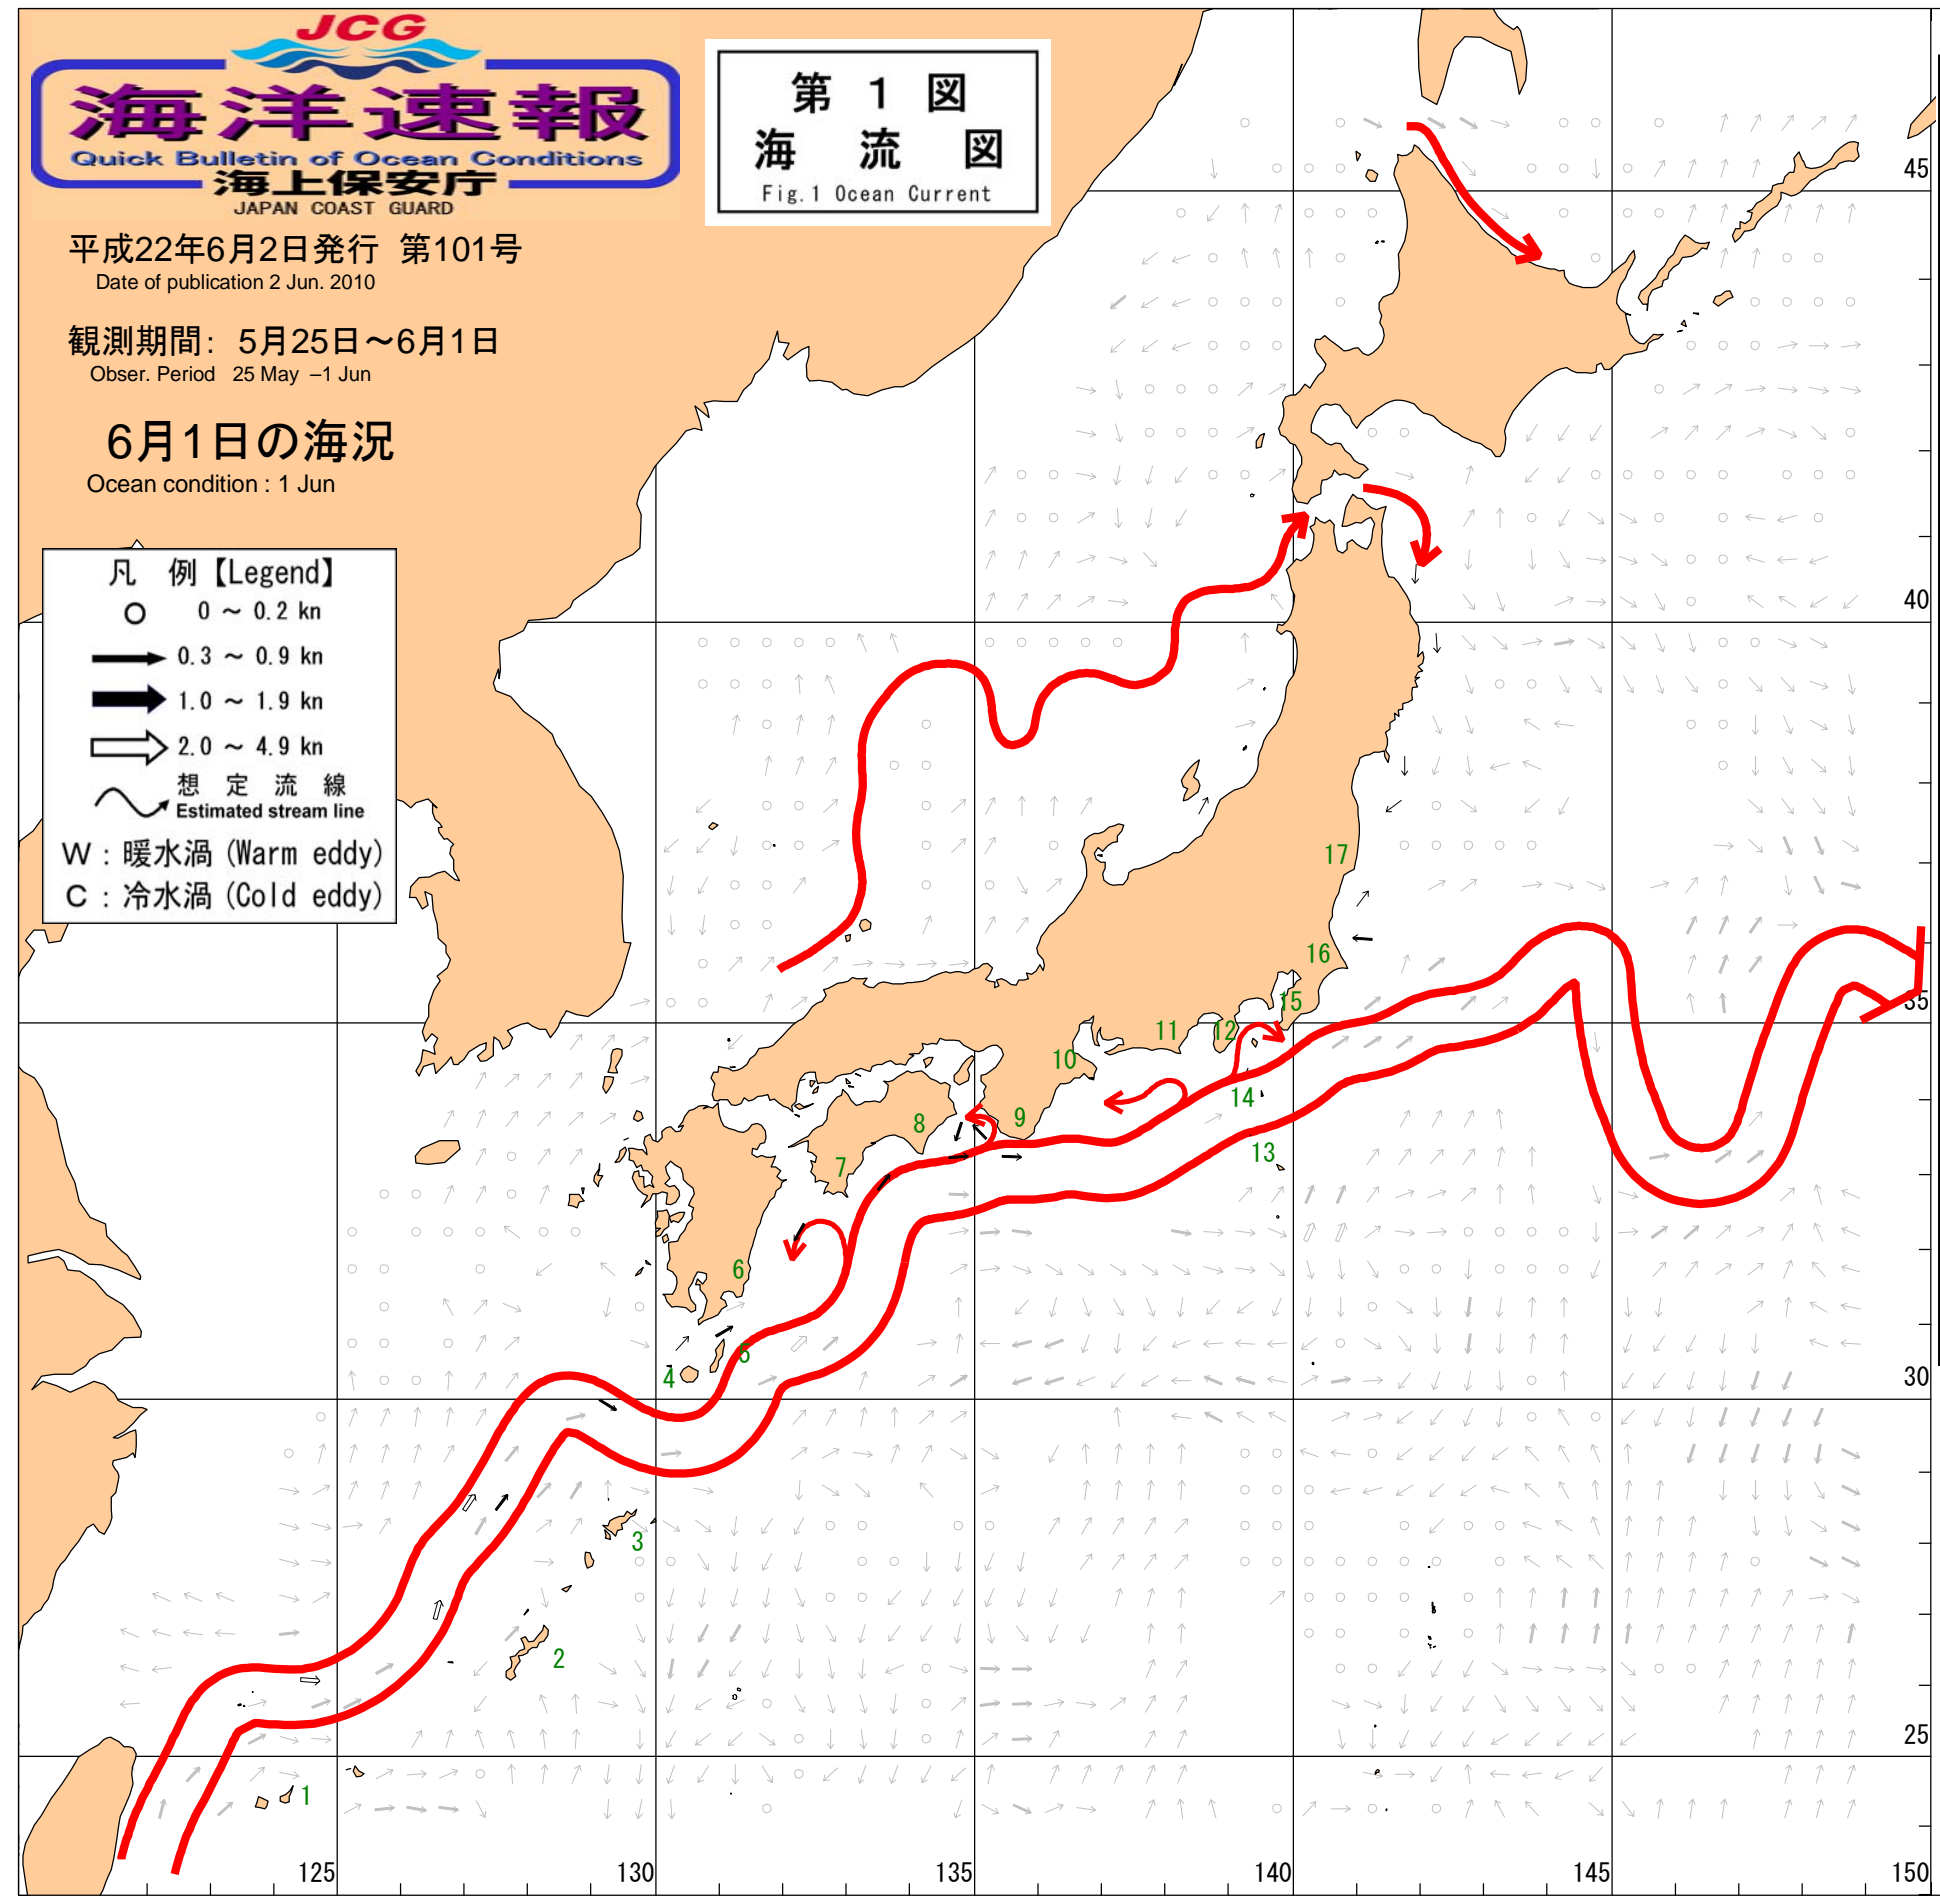 JCG
海洋速報
Quick Bulletin of Ocean Conditions
海上保安庁
JAPAN COAST GUARD
第 1 図
海 流 図
Fig.1 Ocean Current
平成22年6月2日発行 第101号
Date of publication 2 Jun. 2010
観測期間: 5月25日~6月1日
Obser. Period 25 May –1 Jun
6月1日の海況
Ocean condition : 1 Jun
凡 例【Legend】
0 ~ 0.2 kn
0.3 ~ 0.9 kn
1.0 ~ 1.9 kn
2.0 ~ 4.9 kn
想 定 流 線
Estimated stream line
W : 暖水渦 (Warm eddy)
C : 冷水渦 (Cold eddy)
45
40
35
30
25
17
16
15
12
11
10
14
9
8
13
7
6
5
4
3
2
1
125
130
135
140
145
150